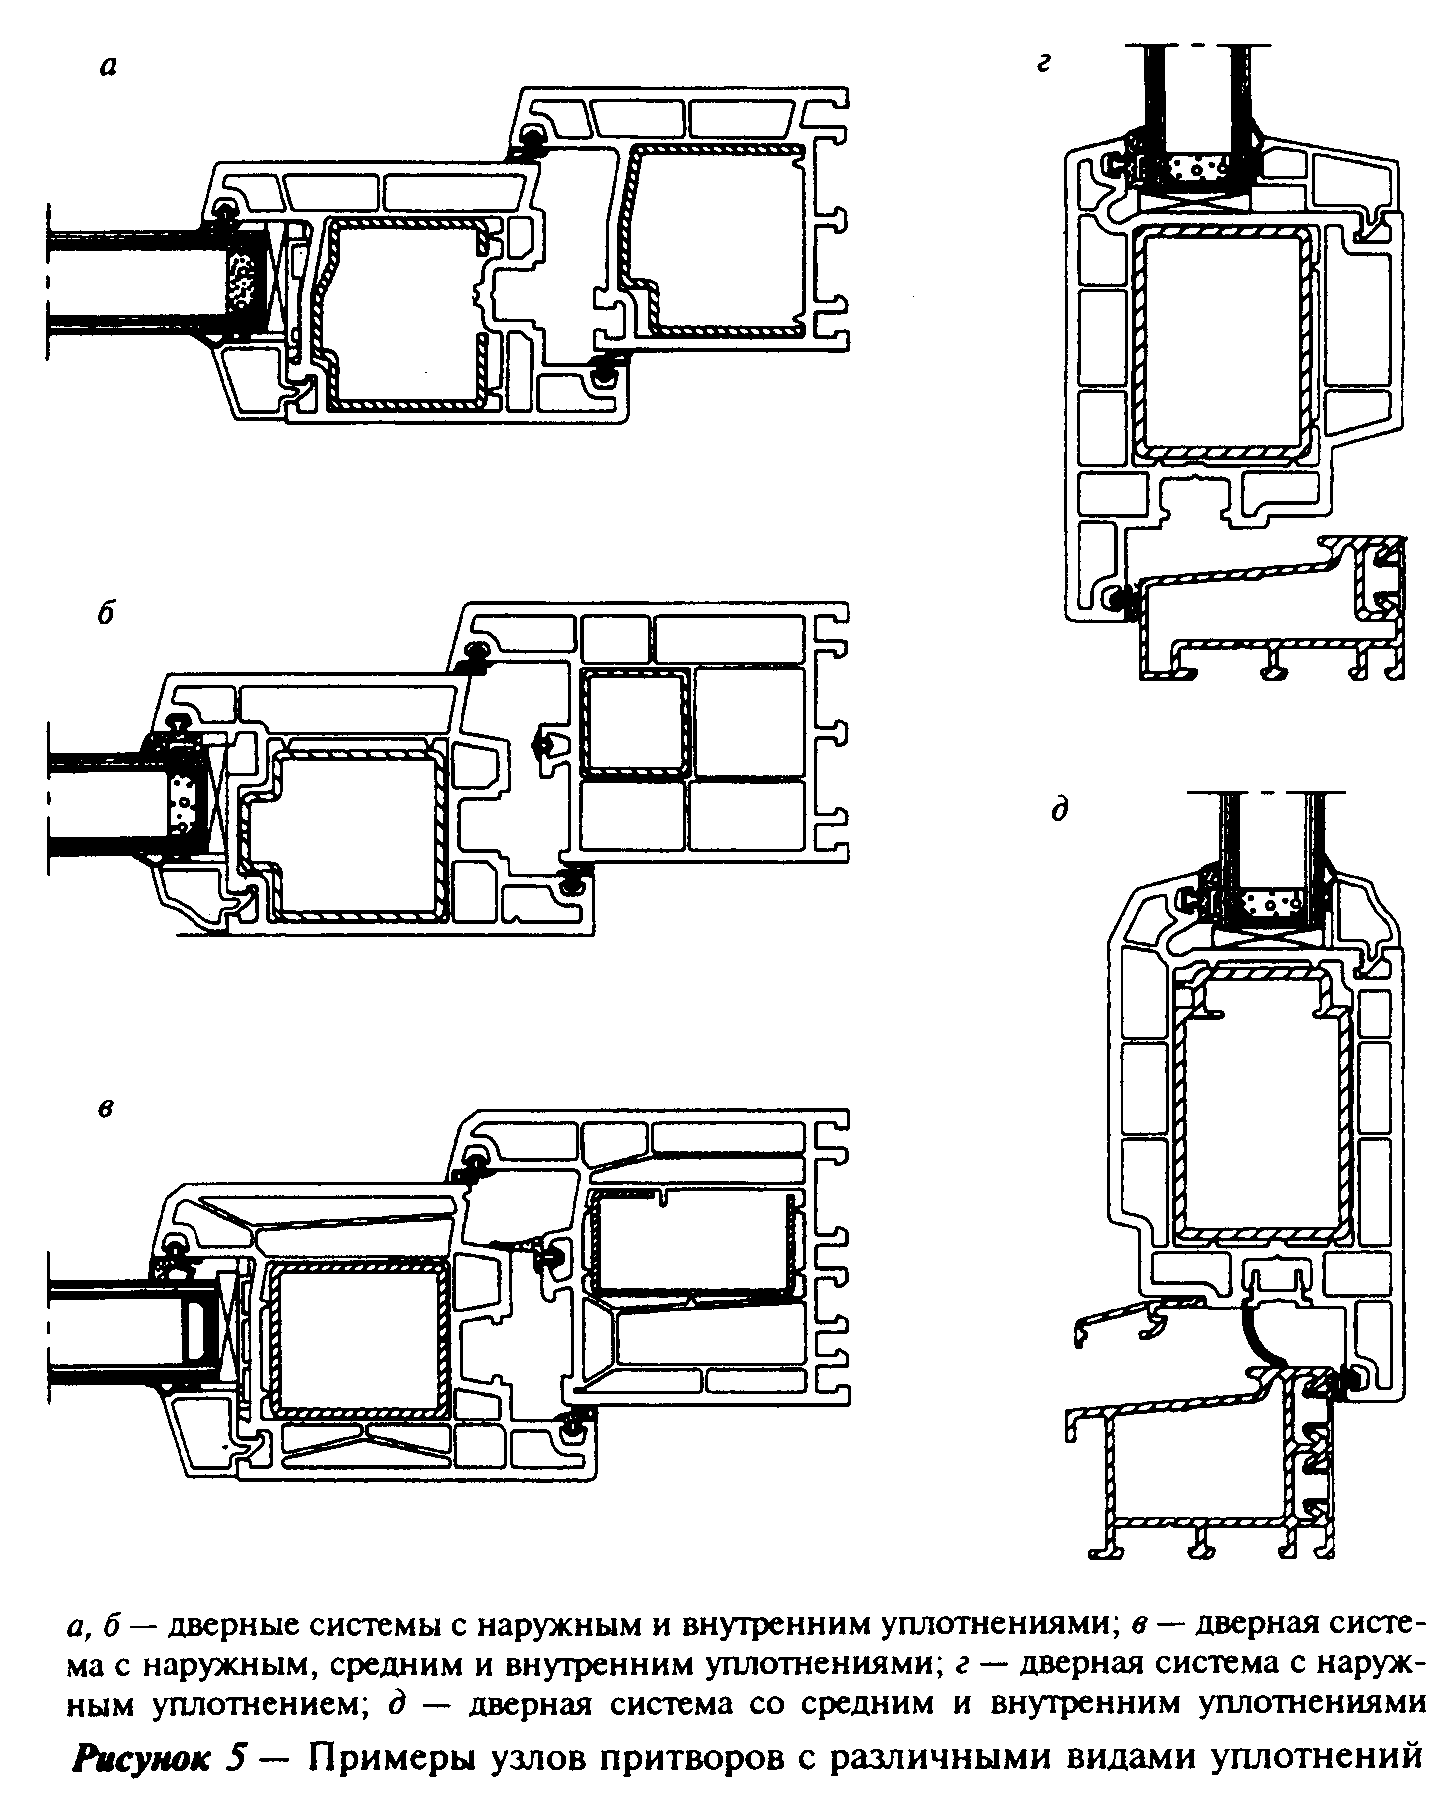 а
г
б
д
в
а, б — дверные системы с наружным и внутренним уплотнениями; в — дверная систе-
ма с наружным, средним и внутренним уплотнениями; г — дверная система с наруж-
ным уплотнением; д — дверная система со средним и внутренним уплотнениями
Рисунок 5 — Примеры узлов притворов с различными видами уплотнений